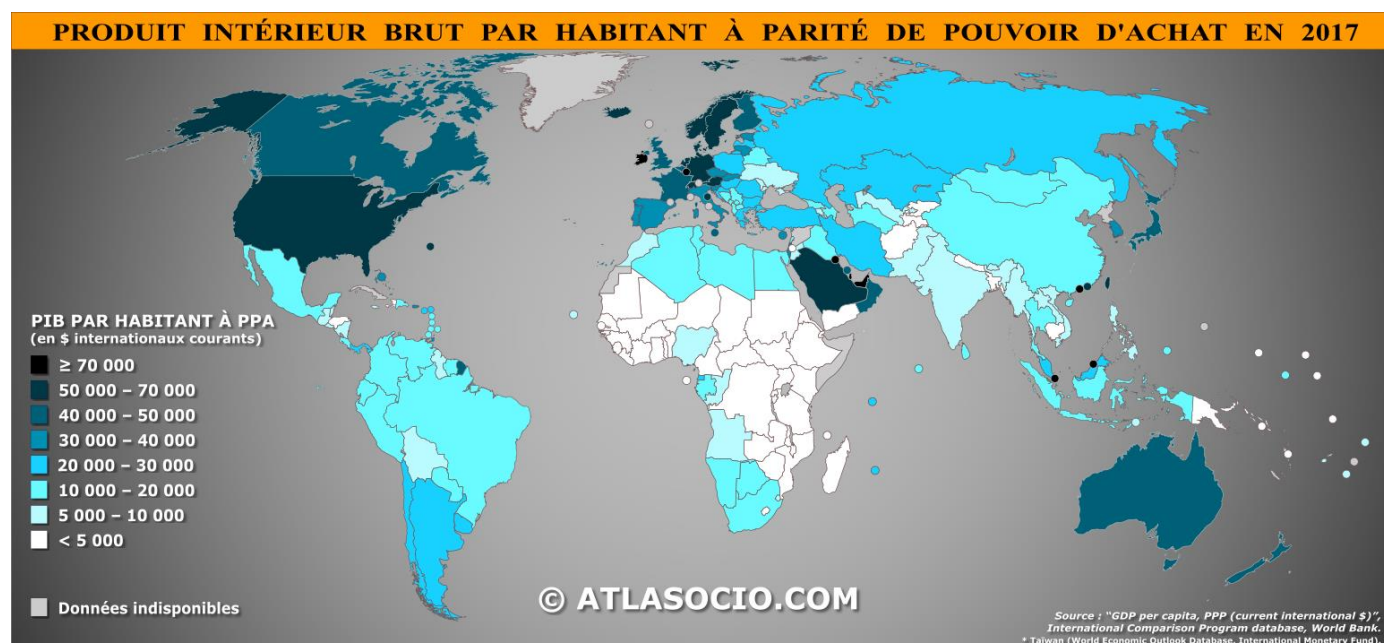 PRODUIT INTÉRIEUR BRUT PAR HABITANT À PARITÉ DE POUVOIR D'ACHAT EN 2017
PIB PAR HABITANT À PPA
(en $ internationaux courants)
≥ 70 000
50 000 – 70 000
40 000 – 50 000
30 000 – 40 000
20 000 – 30 000
10 000 – 20 000
5 000 – 10 000
< 5 000
Données indisponibles
© ATLASOCIO.COM
Source : "GDP per capita, PPP (current international $)",
International Comparison Program database, World Bank.
* Taïwan (World Economic Outlook Database, International Monetary Fund).